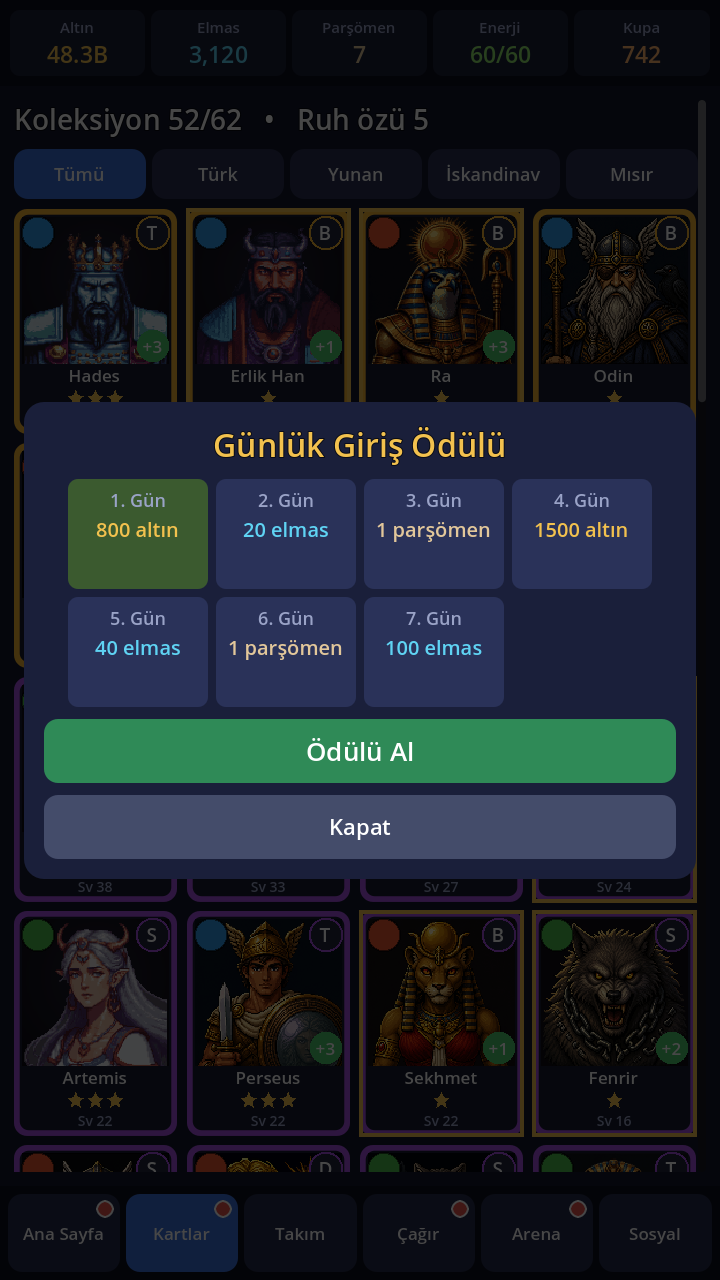 Altın Elmas Parşömen Enerji Kupa
48.3B 3,120 7 60/60 742
Koleksiyon 52/62 • Ruh özü 5
Tümü Türk Yunan İskandinav Mısır
T B B B
+3 +1 +3
Hades Erlik Han Ra Odin
Günlük Giriş Ödülü
1. Gün 2. Gün 3. Gün 4. Gün
800 altın 20 elmas 1 parşömen 1500 altın
5. Gün 6. Gün 7. Gün
40 elmas 1 parşömen 100 elmas
Ödülü Al
Kapat
Sv 38 Sv 33 Sv 27 Sv 24
S T B S
+3 +1 +2
Artemis Perseus Sekhmet Fenrir
Sv 22 Sv 22 Sv 22 Sv 16
S D S T
Ana Sayfa Kartlar Takım Çağır Arena Sosyal